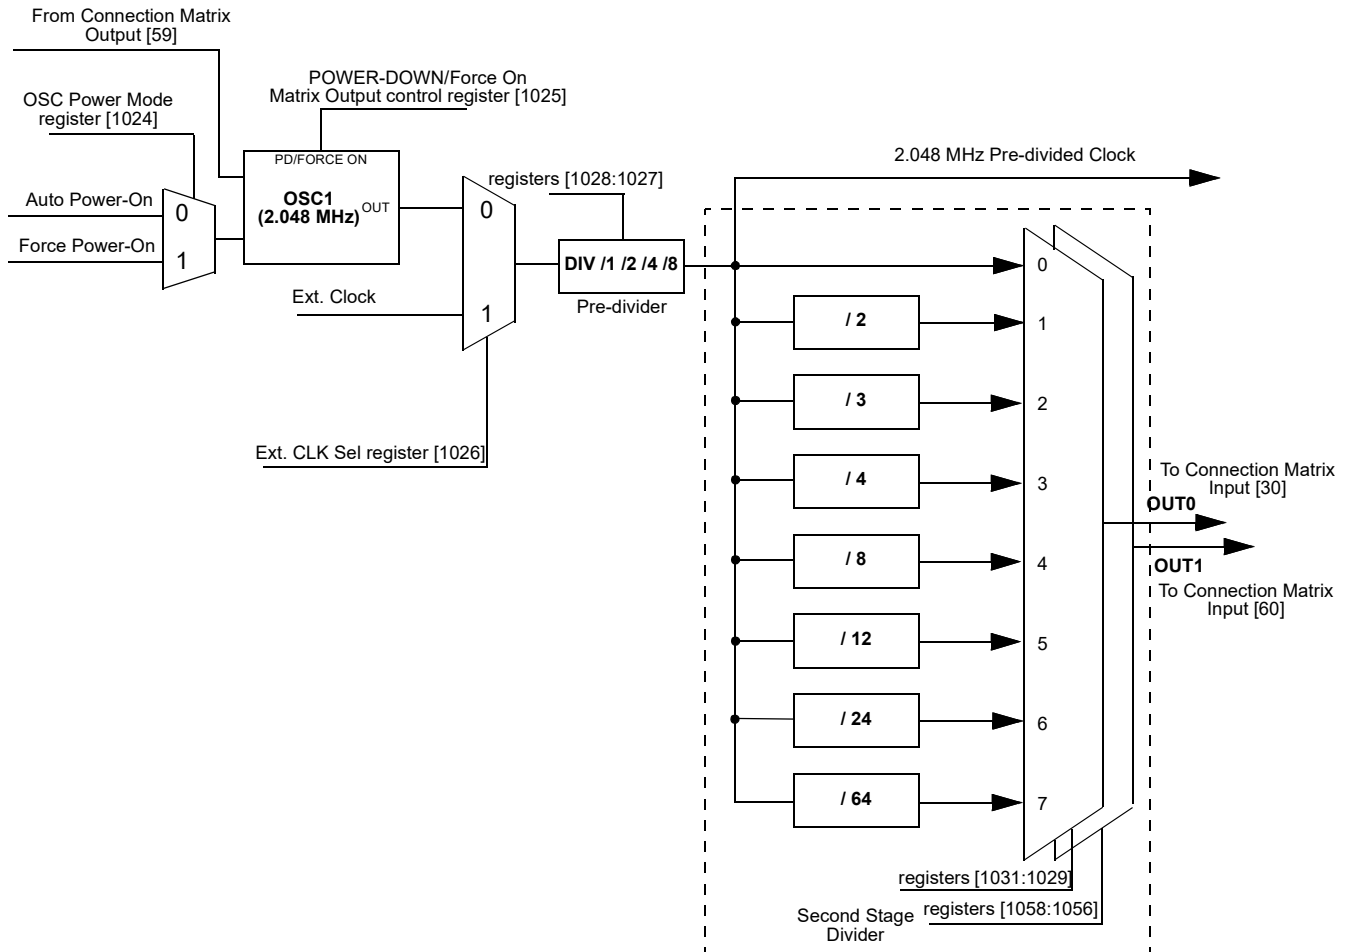 From Connection Matrix
Output [59]
POWER-DOWN/Force On
Matrix Output control register [1025]
OSC Power Mode
register [1024]
PD/FORCE ON
OSC1
(2.048 MHz)
OUT
Auto Power-On
0
Force Power-On
1
0
registers [1028:1027]
DIV /1 /2 /4 /8
Pre-divider
Ext. Clock
1
Ext. CLK Sel register [1026]
2.048 MHz Pre-divided Clock
0
/ 2
1
/ 3
2
/ 4
3
/ 8
4
/ 12
5
/ 24
6
/ 64
7
To Connection Matrix
Input [30]
OUT0
OUT1
To Connection Matrix
Input [60]
registers [1031:1029]
registers [1058:1056]
Second Stage
Divider